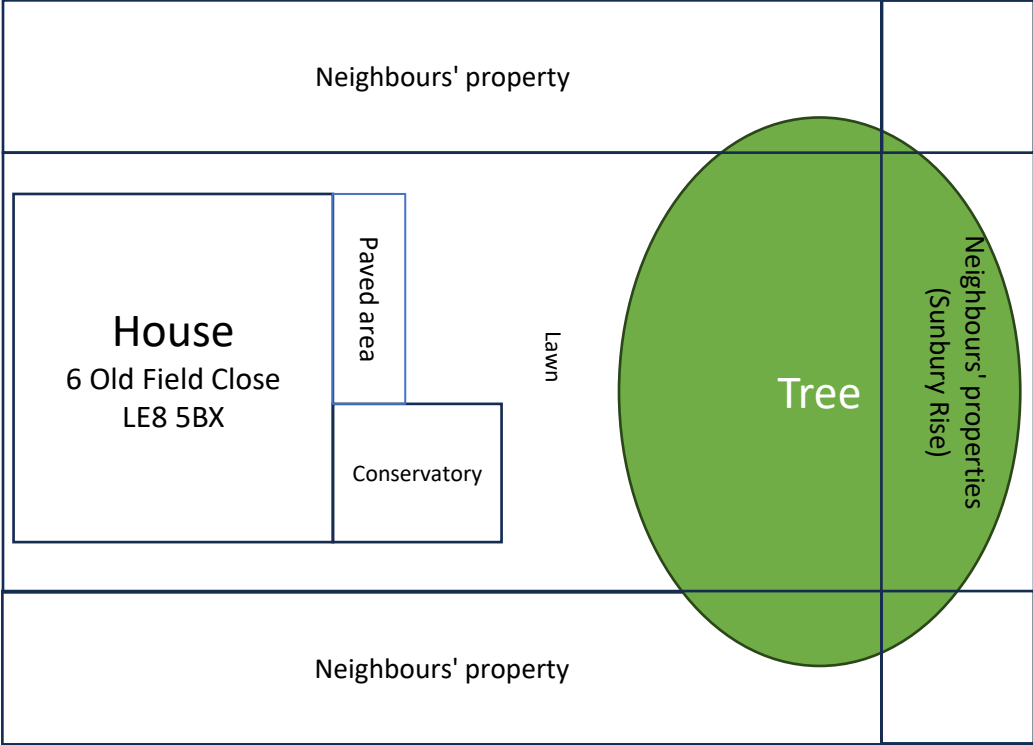 Neighbours' property
House
6 Old Field Close
LE8 5BX
Paved area
Conservatory
Lawn
Tree
Neighbours' properties
(Sunbury Rise)
Neighbours' property